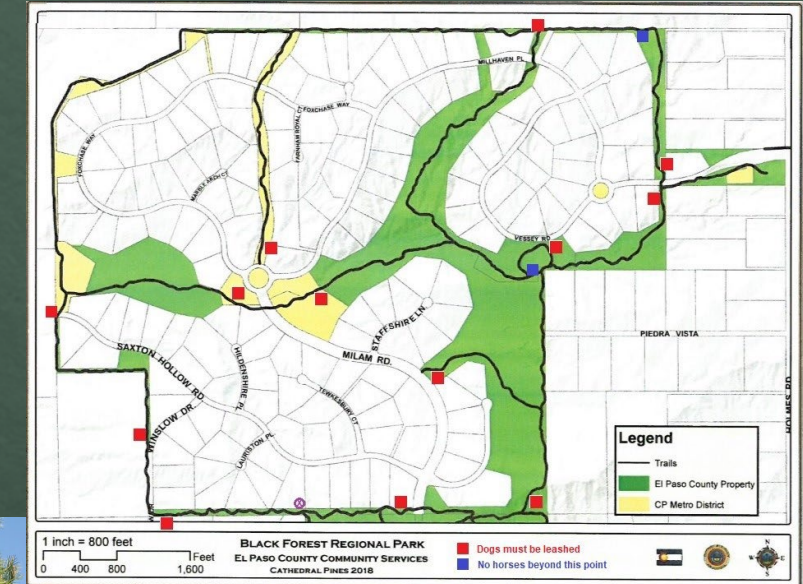 MILLHAVEN PL
FOXCHASE WAY
FARNHAM ROYAL CT
FOXCHASE WAY
VESSEY RD
PIEDRA VISTA
STAFFSHIRE LN
MILAM RD
SAXTON HOLLOW RD
HILDENSHIRE PL
TEWKESBURY CT
WINSLOW DR
LAURISTON PL
HOLMES RD
Legend
Trails
El Paso County Property
CP Metro District
1 inch = 800 feet
Feet
0 400 800 1,600
BLACK FOREST REGIONAL PARK
EL PASO COUNTY COMMUNITY SERVICES
CATHEDRAL PINES 2018
Dogs must be leashed
No horses beyond this point
N
W E
S